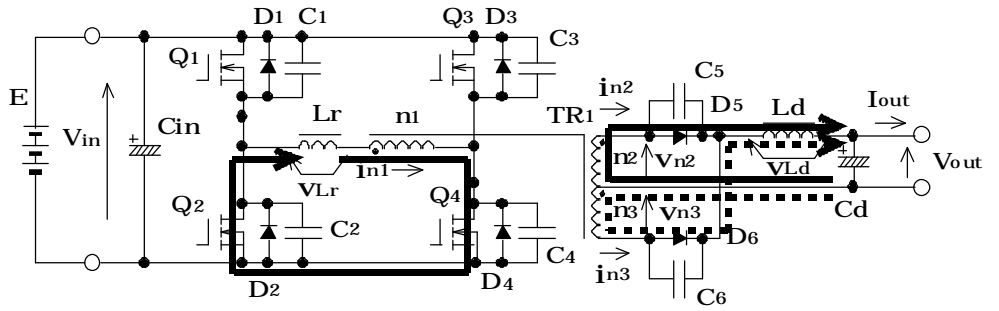 D1 C1 Q3 D3
Q1 C3
E
Vin
Cin
Lr n1
in1
VLr
Q2 Q4
C2 C4
D2 D4
TR1
in2 C5
D5 Ld Iout
n2 Vn2 VLd Vout
n3 Vn3 Cd
D6
in3 C6
+
+